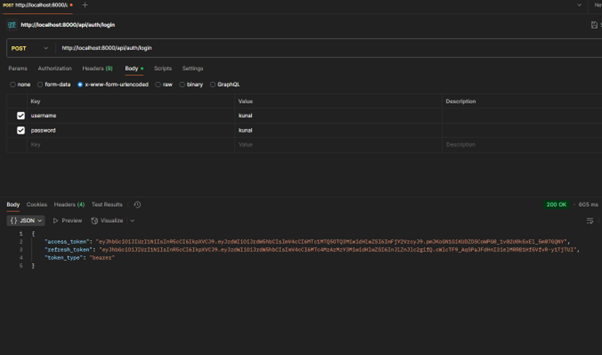 POST http://localhost:8000/a
http://localhost:8000/api/auth/login
POST http://localhost:8000/api/auth/login
Params Authorization Headers (9) Body Scripts Settings
none form-data x-www-form-urlencoded raw binary GraphQL
Key Value Description
username kunal
password kunal
Key Value Description
Body Cookies Headers (4) Test Results 200 OK 605 ms
{} JSON Preview Visualize
1 {
2 "access_token":
3 "refresh_token":
4 "token_type": "bearer"
5 }